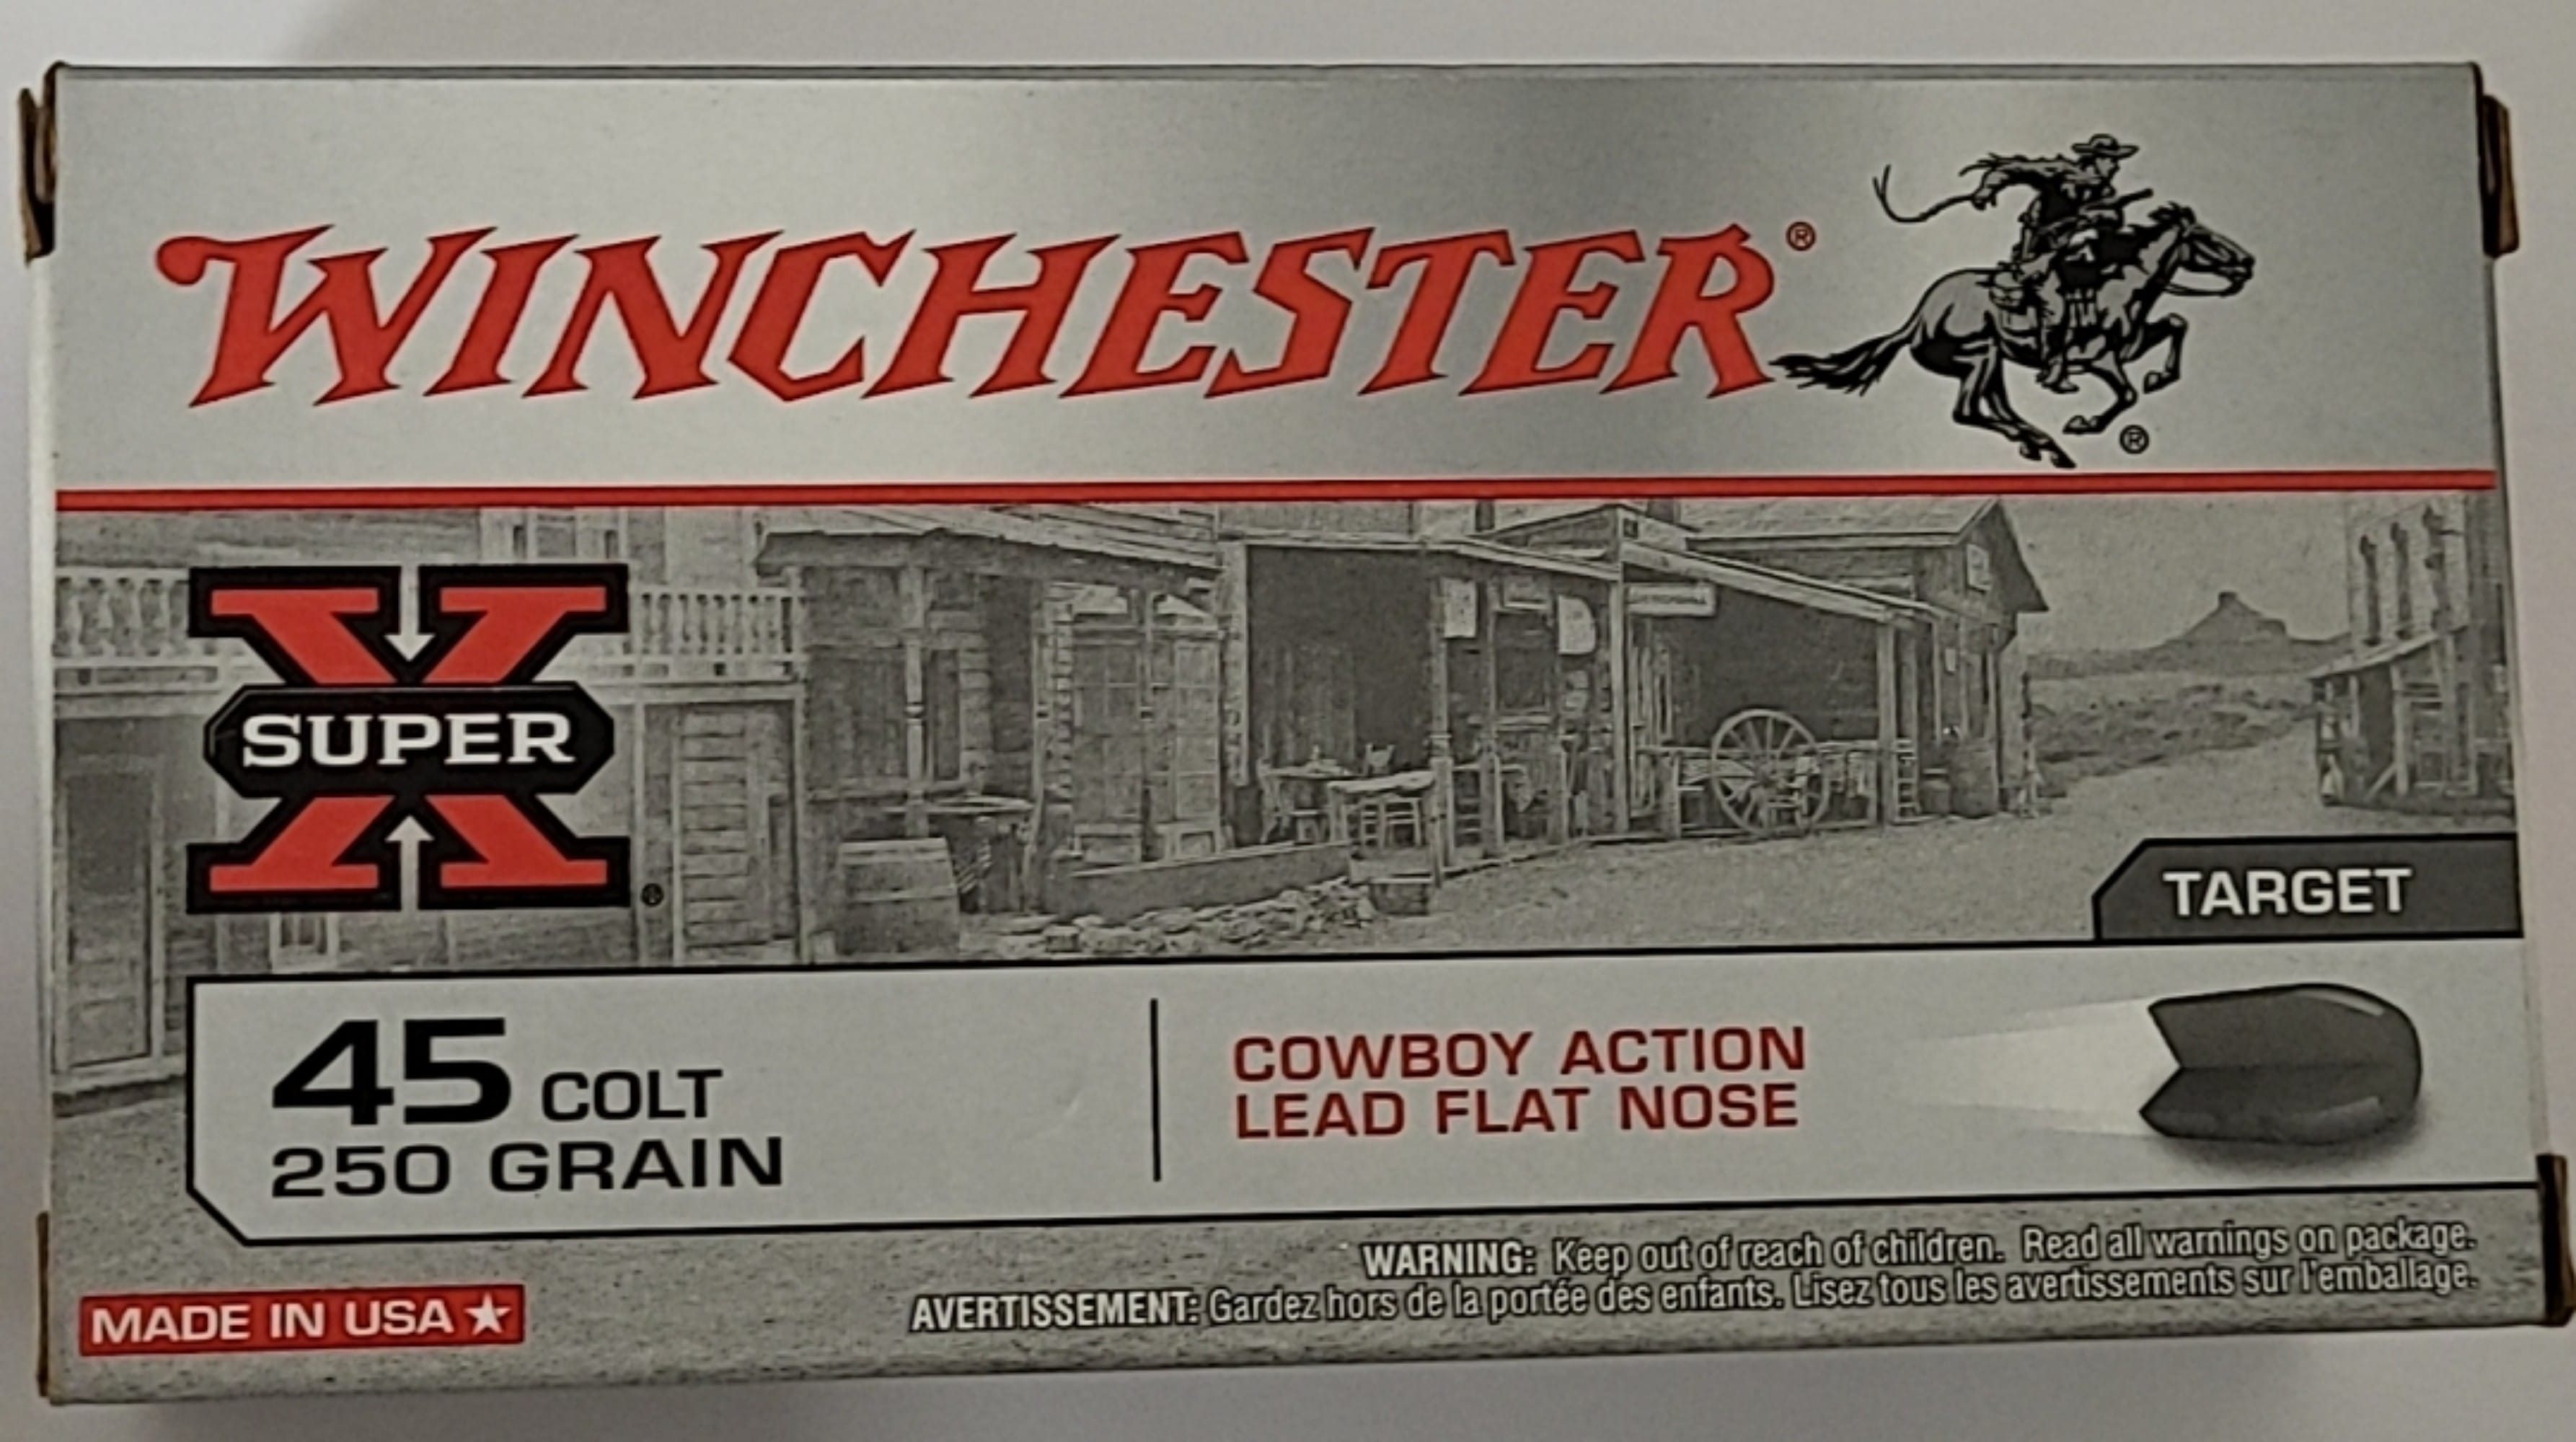 WINCHESTER®
®
X
SUPER
TARGET
45 COLT
250 GRAIN
COWBOY ACTION
LEAD FLAT NOSE
WARNING: Keep out of reach of children. Read all warnings on package.
AVERTISSEMENT: Gardez hors de la portée des enfants. Lisez tous les avertissements sur l'emballage.
MADE IN USA ★